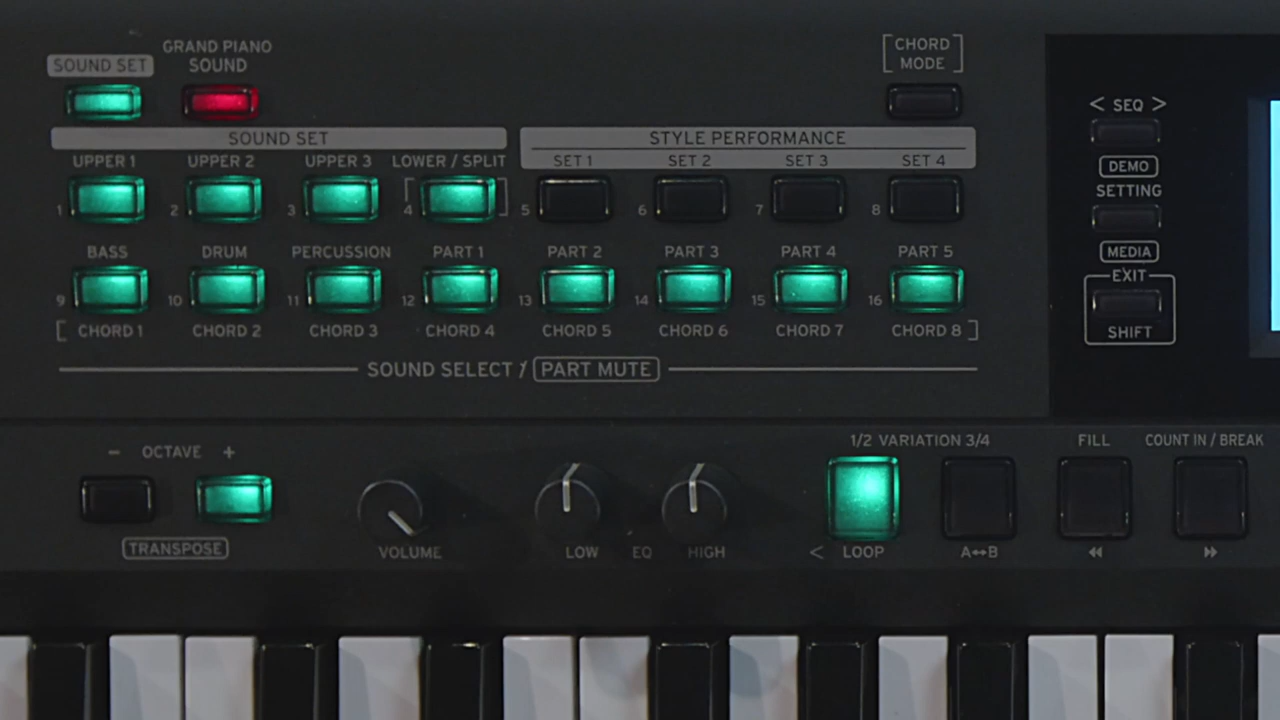 GRAND PIANO
SOUND SET
SOUND
CHORD
MODE
< SEQ >
SOUND SET
STYLE PERFORMANCE
UPPER 1 UPPER 2 UPPER 3 LOWER / SPLIT SET 1 SET 2 SET 3 SET 4
DEMO
SETTING
1 2 3 4 5 6 7 8
BASS DRUM PERCUSSION PART 1 PART 2 PART 3 PART 4 PART 5
MEDIA
EXIT
9 10 11 12 13 14 15 16
CHORD 1 CHORD 2 CHORD 3 CHORD 4 CHORD 5 CHORD 6 CHORD 7 CHORD 8
SHIFT
SOUND SELECT / PART MUTE
- OCTAVE +
1/2 VARIATION 3/4 FILL COUNT IN / BREAK
TRANSPOSE
VOLUME LOW EQ HIGH < LOOP A↔B ◀◀ ▶▶